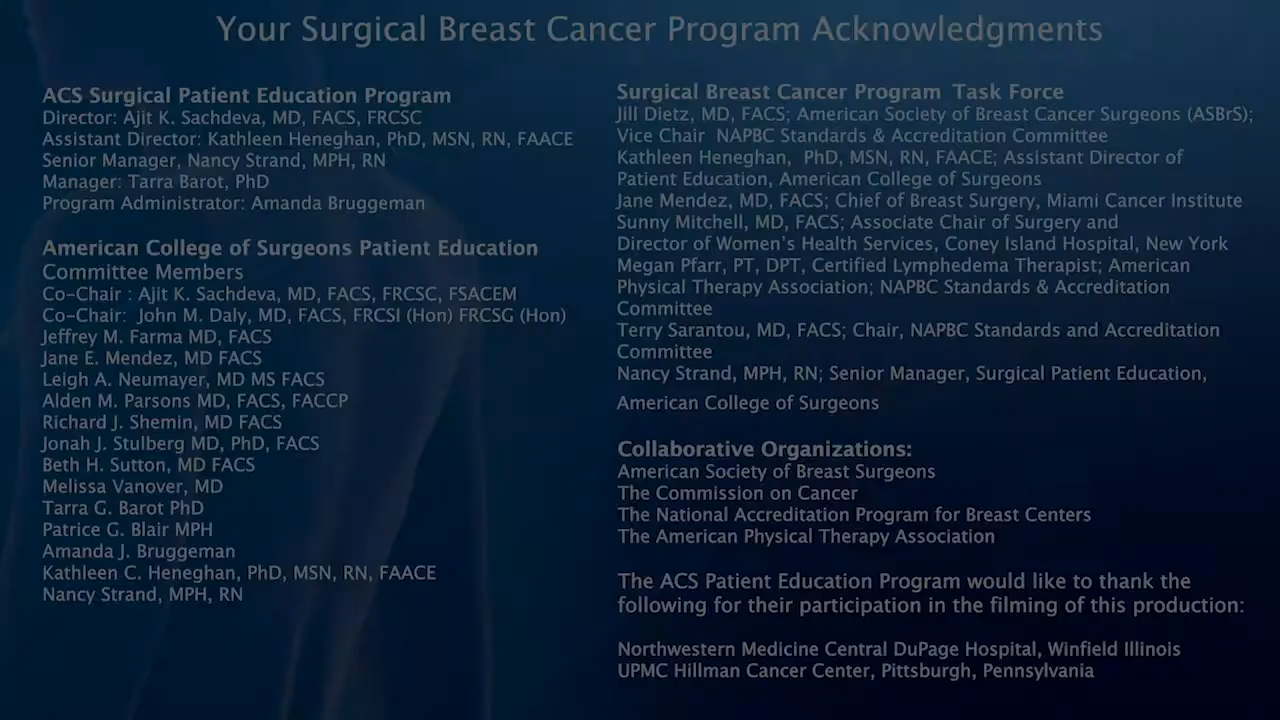 Your Surgical Breast Cancer Program Acknowledgments
ACS Surgical Patient Education Program
Director: Ajit K. Sachdeva, MD, FACS, FRCSC
Assistant Director: Kathleen Heneghan, PhD, MSN, RN, FAACE
Senior Manager, Nancy Strand, MPH, RN
Manager: Tarra Barot, PhD
Program Administrator: Amanda Bruggeman
American College of Surgeons Patient Education
Committee Members
Co-Chair : Ajit K. Sachdeva, MD, FACS, FRCSC, FSACEM
Co-Chair: John M. Daly, MD, FACS, FRCSI (Hon) FRCSG (Hon)
Jeffrey M. Farma MD, FACS
Jane E. Mendez, MD FACS
Leigh A. Neumayer, MD MS FACS
Alden M. Parsons MD, FACS, FACCP
Richard J. Shemin, MD FACS
Jonah J. Stulberg MD, PhD, FACS
Beth H. Sutton, MD FACS
Melissa Vanover, MD
Tarra G. Barot PhD
Patrice G. Blair MPH
Amanda J. Bruggeman
Kathleen C. Heneghan, PhD, MSN, RN, FAACE
Nancy Strand, MPH, RN
Surgical Breast Cancer Program Task Force
Jill Dietz, MD, FACS; American Society of Breast Cancer Surgeons (ASBrS);
Vice Chair NAPBC Standards & Accreditation Committee
Kathleen Heneghan, PhD, MSN, RN, FAACE; Assistant Director of
Patient Education, American College of Surgeons
Jane Mendez, MD, FACS; Chief of Breast Surgery, Miami Cancer Institute
Sunny Mitchell, MD, FACS; Associate Chair of Surgery and
Director of Women's Health Services, Coney Island Hospital, New York
Megan Pfarr, PT, DPT, Certified Lymphedema Therapist; American
Physical Therapy Association; NAPBC Standards & Accreditation
Committee
Terry Sarantou, MD, FACS; Chair, NAPBC Standards and Accreditation
Committee
Nancy Strand, MPH, RN; Senior Manager, Surgical Patient Education,
American College of Surgeons
Collaborative Organizations:
American Society of Breast Surgeons
The Commission on Cancer
The National Accreditation Program for Breast Centers
The American Physical Therapy Association
The ACS Patient Education Program would like to thank the
following for their participation in the filming of this production:
Northwestern Medicine Central DuPage Hospital, Winfield Illinois
UPMC Hillman Cancer Center, Pittsburgh, Pennsylvania